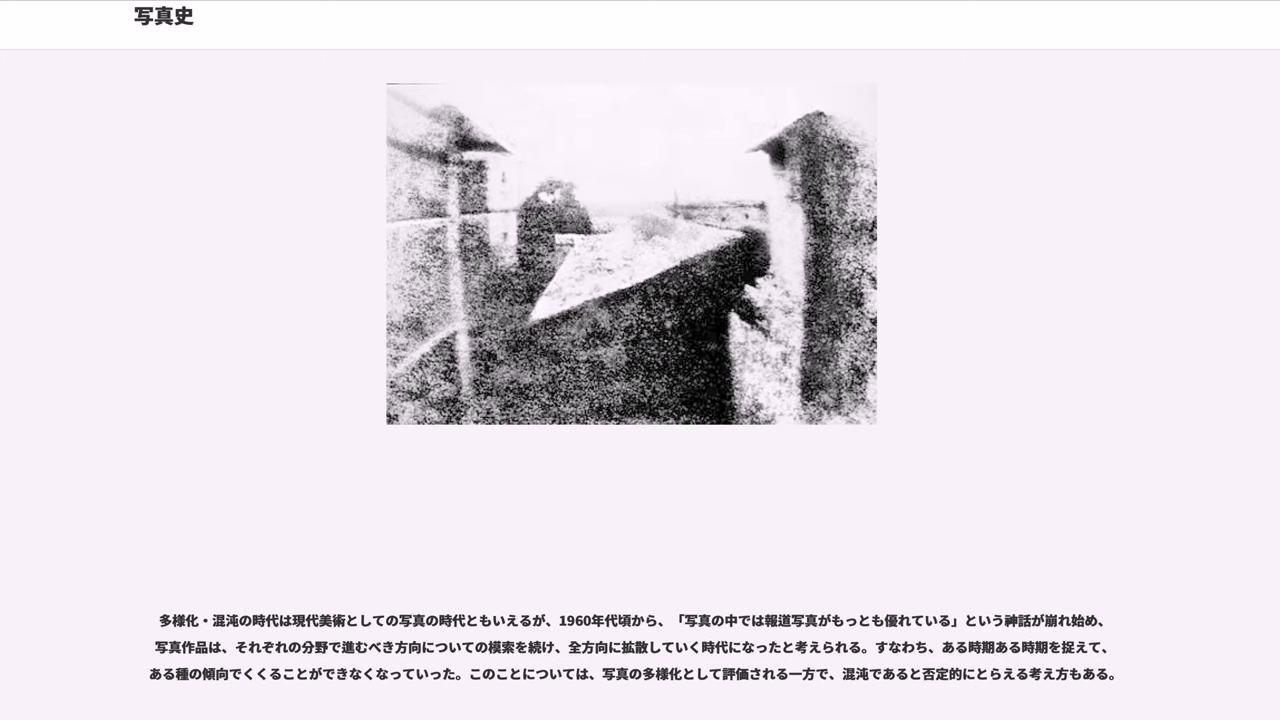 写真史
多様化・混沌の時代は現代美術としての写真の時代ともいえるが、1960年代頃から、「写真の中では報道写真がもっとも優れている」という神話が崩れ始め、
写真作品は、それぞれの分野で進むべき方向についての模索を続け、全方向に拡散していく時代になったと考えられる。すなわち、ある時期ある時期を捉えて、
ある種の傾向でくくることができなくなっていった。このことについては、写真の多様化として評価される一方で、混沌であると否定的にとらえる考え方もある。